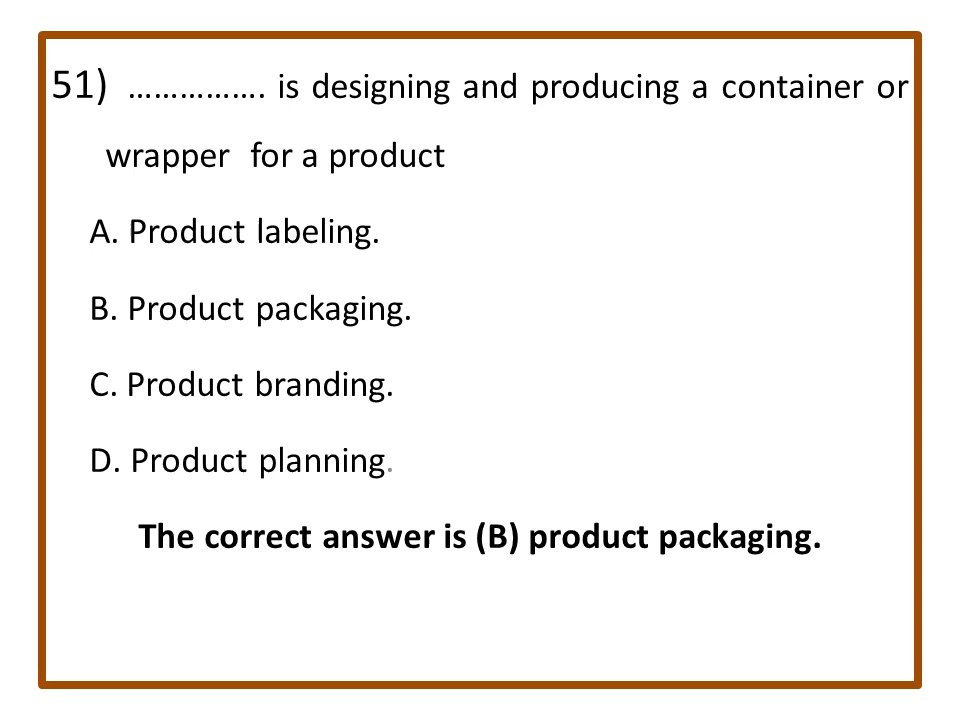 51) ……………. is designing and producing a container or
wrapper for a product
A. Product labeling.
B. Product packaging.
C. Product branding.
D. Product planning.
The correct answer is (B) product packaging.